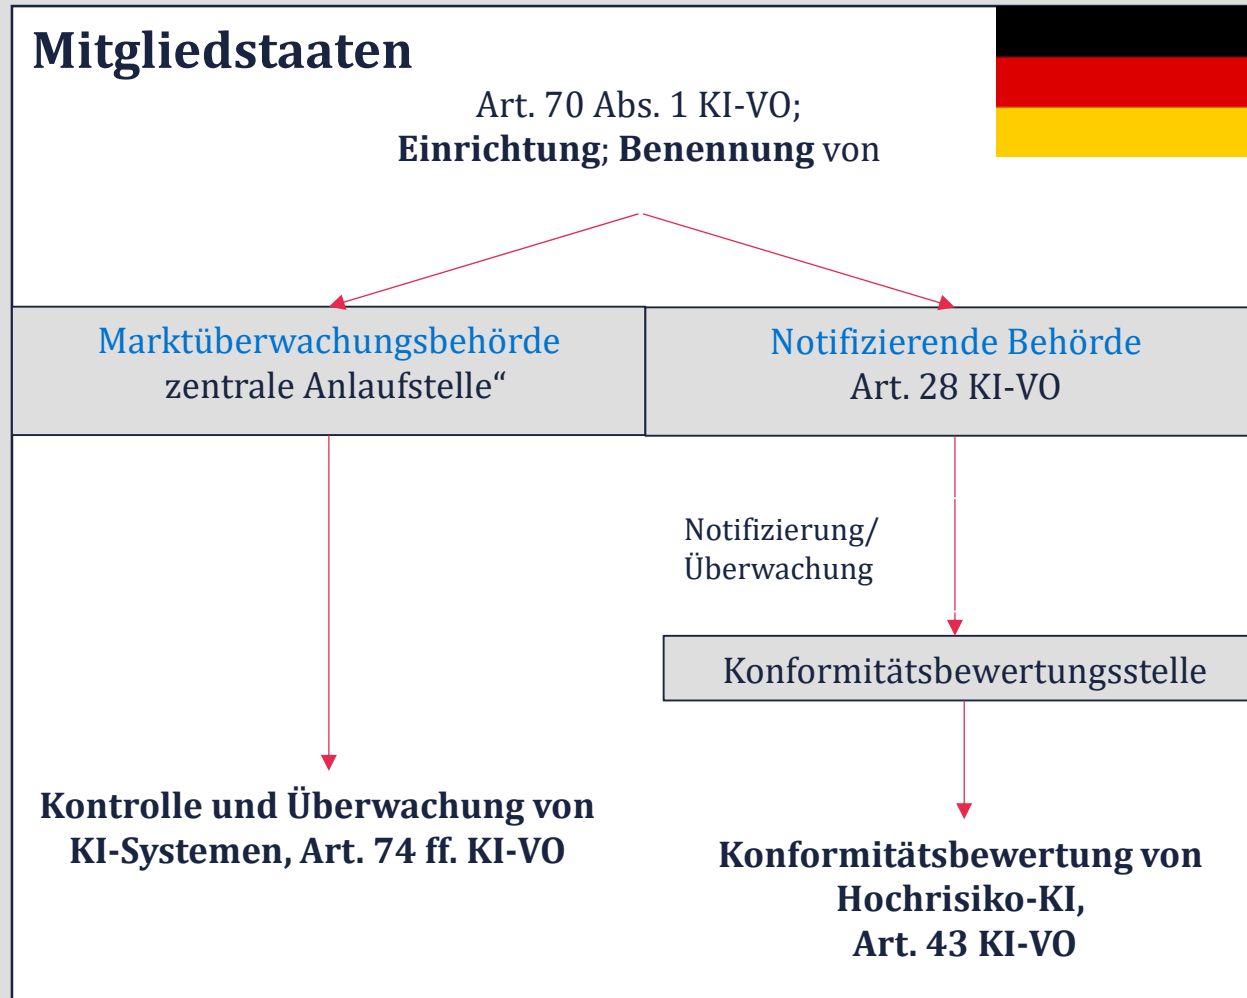 Mitgliedstaaten
Art. 70 Abs. 1 KI-VO;
Einrichtung; Benennung von
Marktüberwachungsbehörde
zentrale Anlaufstelle“
Notifizierende Behörde
Art. 28 KI-VO
Notifizierung/
Überwachung
Konformitätsbewertungsstelle
Kontrolle und Überwachung von
KI-Systemen, Art. 74 ff. KI-VO
Konformitätsbewertung von
Hochrisiko-KI,
Art. 43 KI-VO